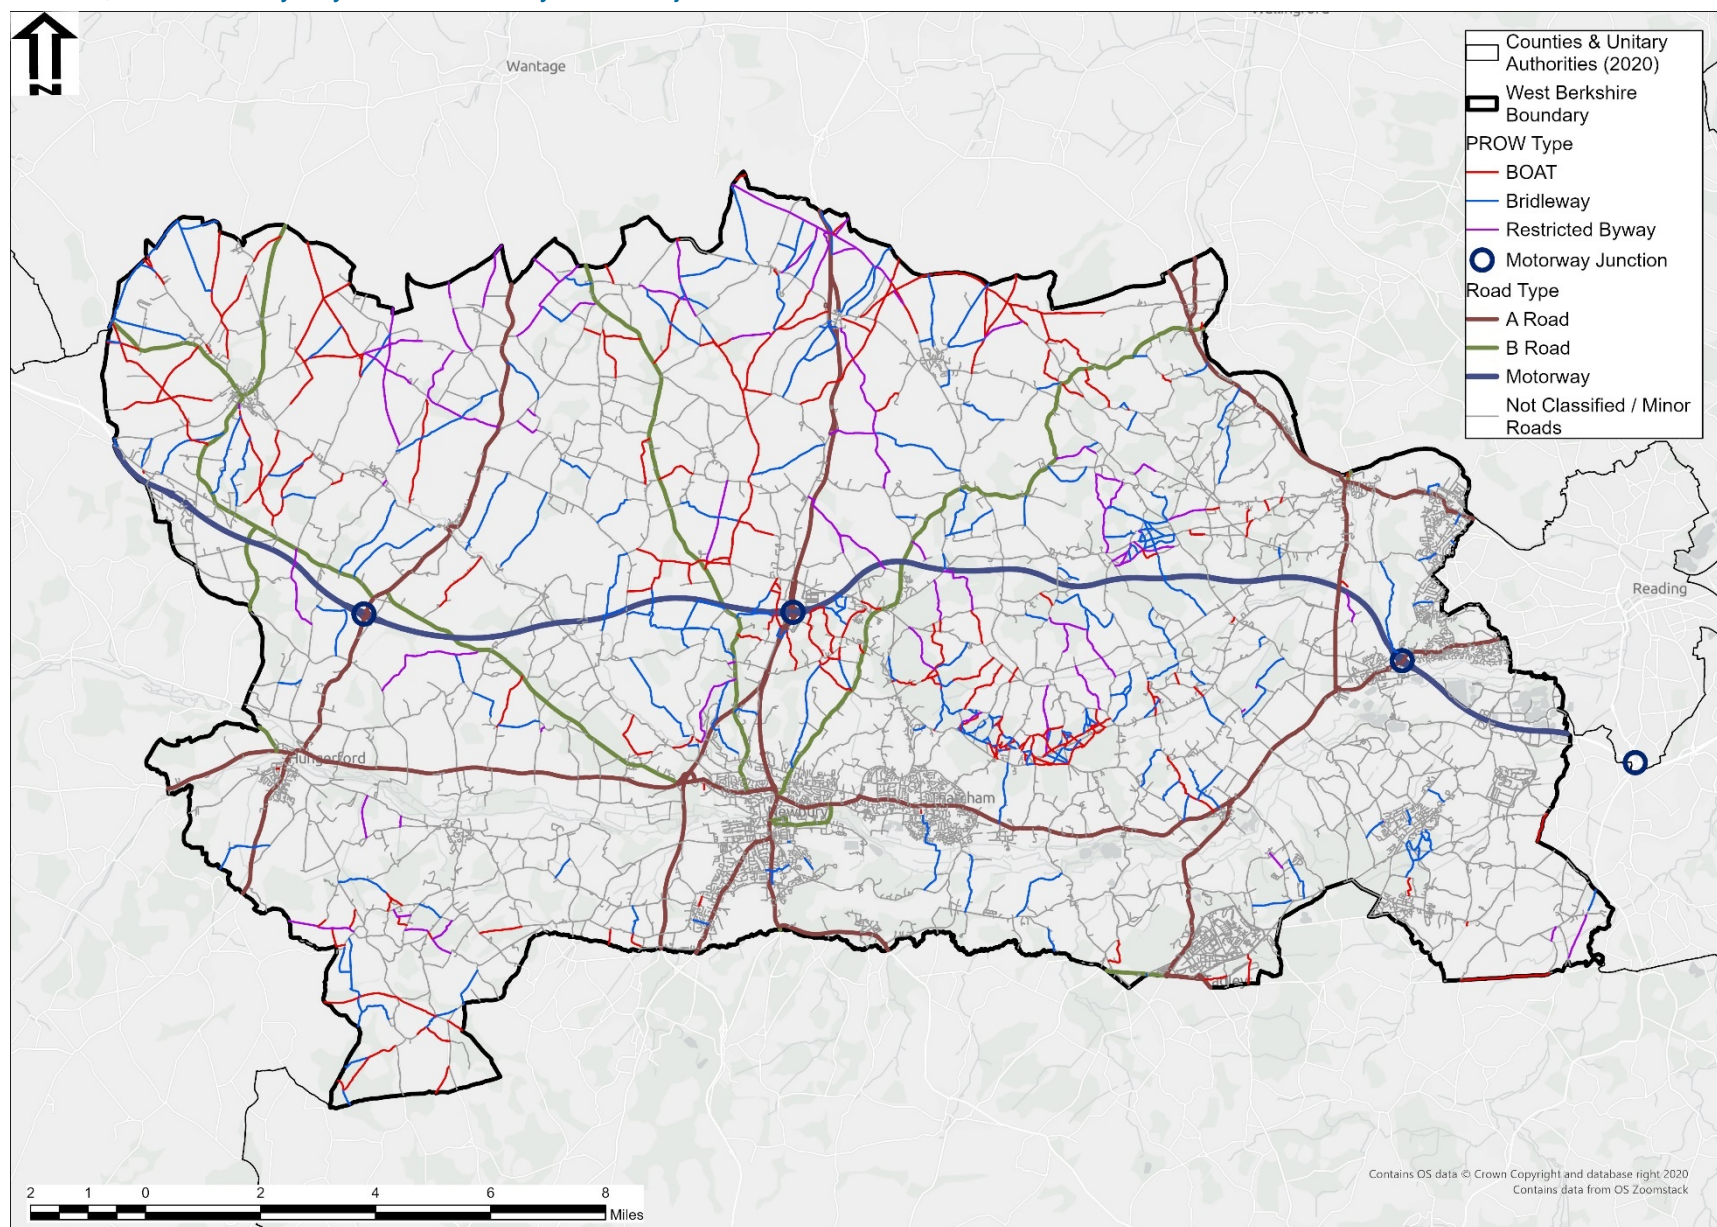 N
Wantage
Counties & Unitary
Authorities (2020)
West Berkshire
Boundary
PROW Type
BOAT
Bridleway
Restricted Byway
Motorway Junction
Road Type
A Road
B Road
Motorway
Not Classified / Minor
Roads
Reading
Hungerford
Newbury
Contains OS data © Crown Copyright and database right 2020
Contains data from OS Zoomstack
2 1 0 2 4 6 8
Miles